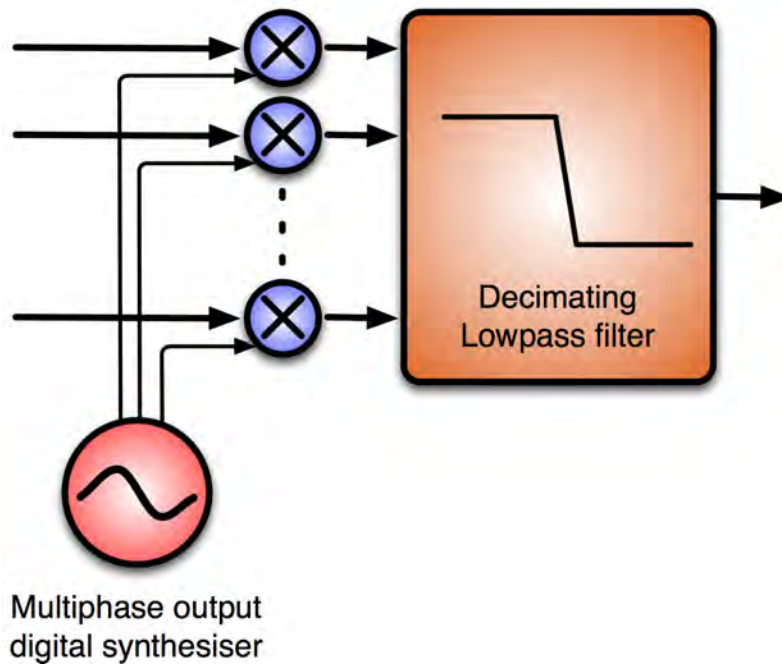 Decimating
Lowpass filter
Multiphase output
digital synthesiser